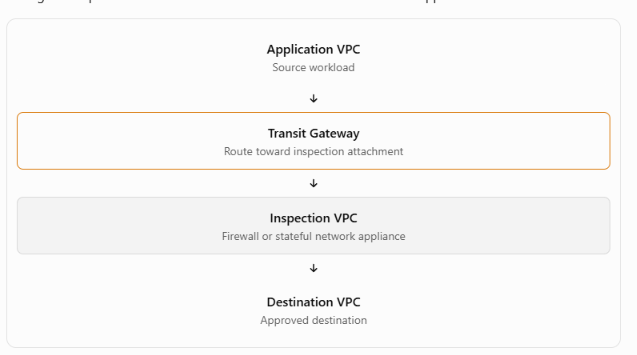 Application VPC
Source workload
↓
Transit Gateway
Route toward inspection attachment
↓
Inspection VPC
Firewall or stateful network appliance
↓
Destination VPC
Approved destination